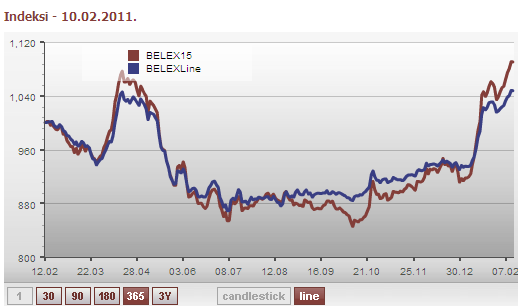 Indeksi - 10.02.2011.
BELEX15
BELEXLine
1,120
1,040
960
880
800
12.02 22.03 28.04 03.06 08.07 12.08 16.09 21.10 25.11 30.12 07.02
1 30 90 180 365 3Y candlestick line